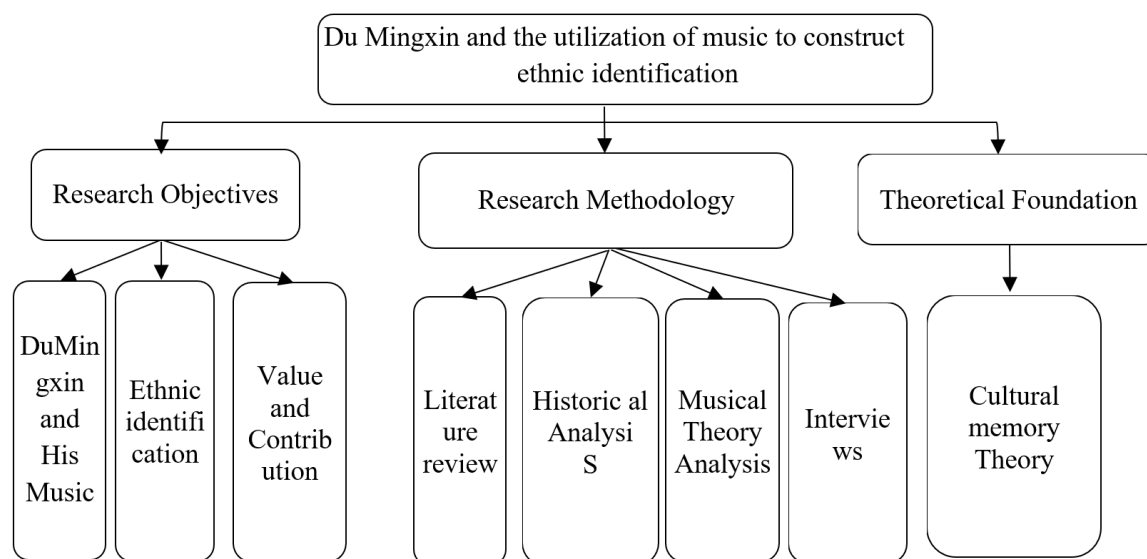 Du Mingxin and the utilization of music to construct
ethnic identification
Research Objectives
Research Methodology
Theoretical Foundation
DuMin
gxin
and
His
Music
Ethnic
identifi
cation
Value
and
Contrib
ution
Literat
ure
review
Historic al
Analysi
S
Musical
Theory
Analysis
Intervie
ws
Cultural
memory
Theory